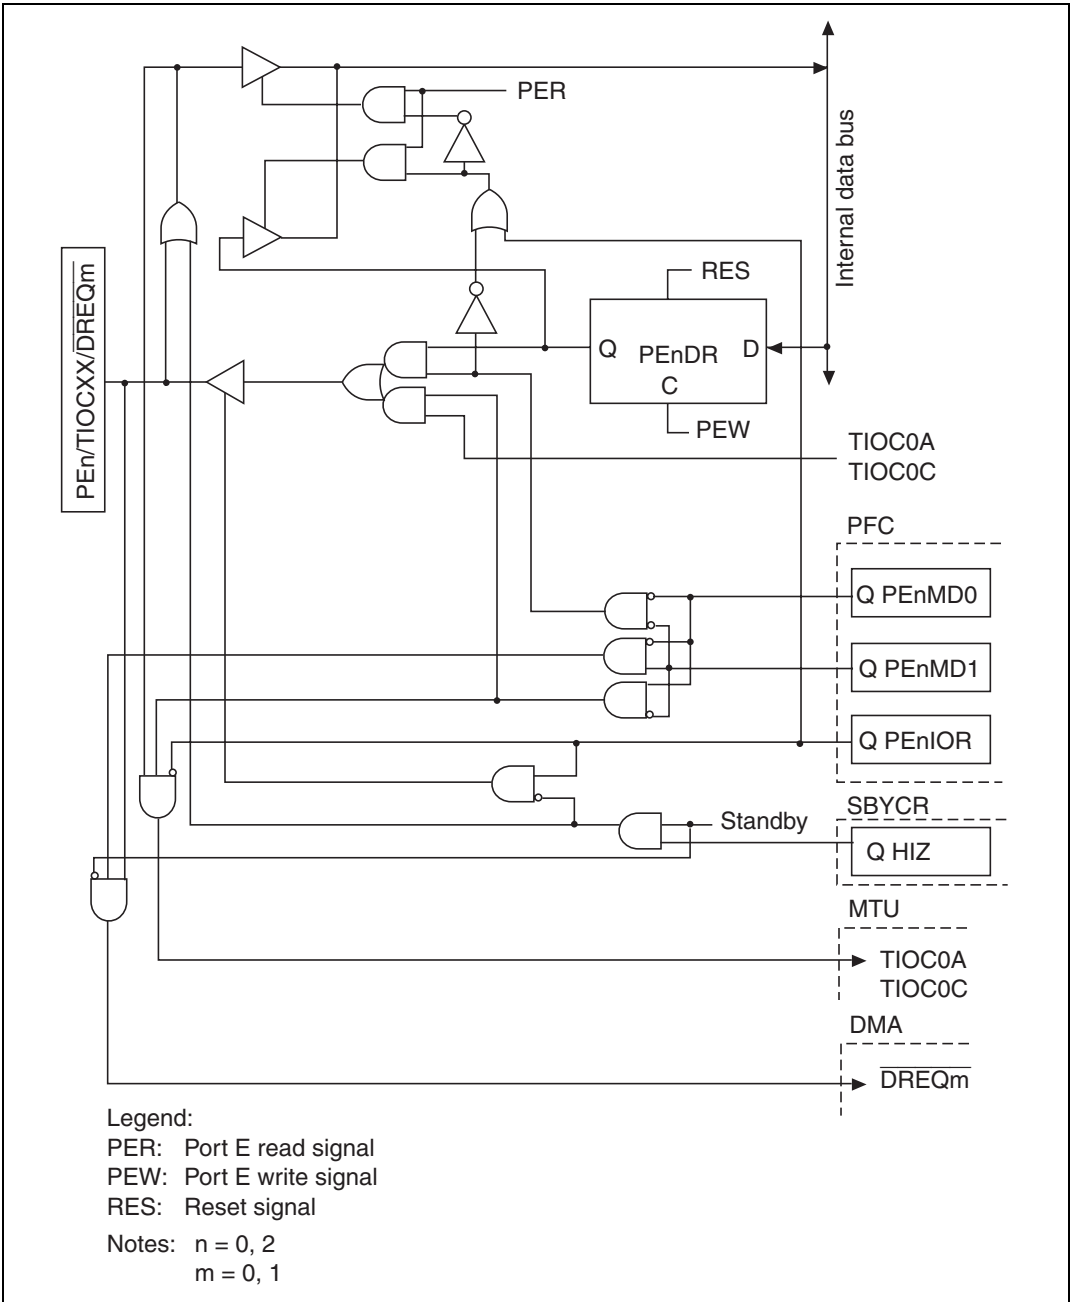 PER
Internal data bus
RES
PEn/TIOCXX/DREQm
Q PEnDR D
C
PEW
TIOC0A
TIOC0C
PFC
Q PEnMD0
Q PEnMD1
Q PEnIOR
SBYCR
Standby
Q HIZ
MTU
TIOC0A
TIOC0C
DMA
DREQm
Legend:
PER: Port E read signal
PEW: Port E write signal
RES: Reset signal
Notes: n = 0, 2
m = 0, 1